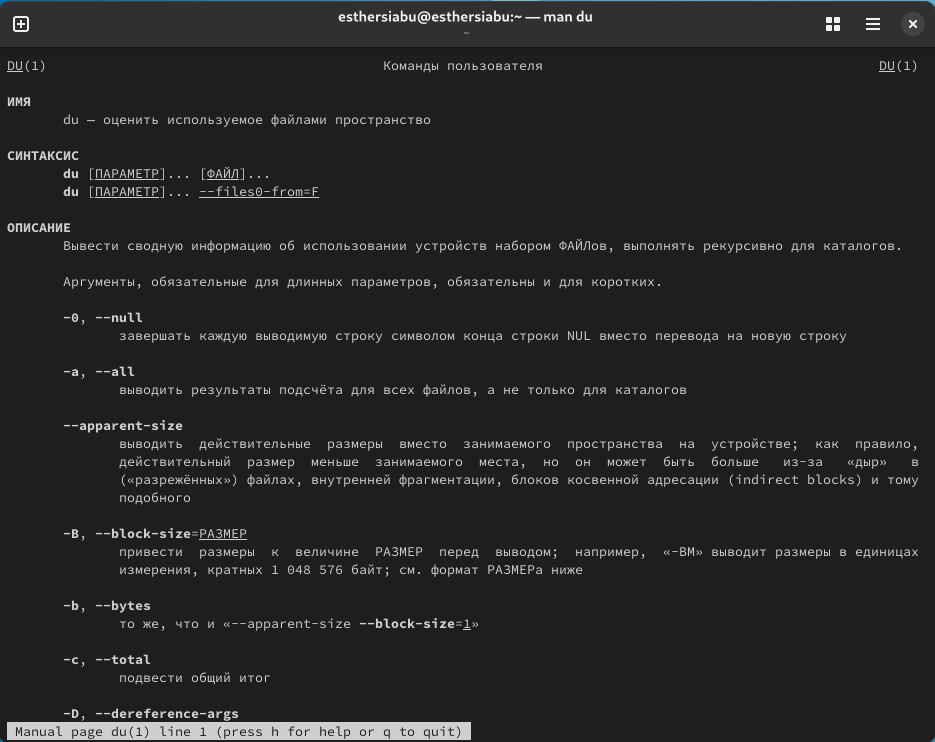 esthersiabu@esthersiabu:~ — man du
~
DU(1) Команды пользователя DU(1)
ИМЯ
du – оценить используемое файлами пространство
СИНТАКСИС
du [ПАРАМЕТР]... [ФАЙЛ]...
du [ПАРАМЕТР]... --files0-from=F
ОПИСАНИЕ
Вывести сводную информацию об использовании устройств набором ФАЙЛов, выполнять рекурсивно для каталогов.
Аргументы, обязательные для длинных параметров, обязательны и для коротких.
-0, --null
завершать каждую выводимую строку символом конца строки NUL вместо перевода на новую строку
-a, --all
выводить результаты подсчёта для всех файлов, а не только для каталогов
--apparent-size
выводить действительные размеры вместо занимаемого пространства на устройстве; как правило,
действительный размер меньше занимаемого места, но он может быть больше из-за «дыр» в
(«разрежённых») файлах, внутренней фрагментации, блоков косвенной адресации (indirect blocks) и тому
подобного
-B, --block-size=РАЗМЕР
привести размеры к величине РАЗМЕР перед выводом; например, «-BM» выводит размеры в единицах
измерения, кратных 1 048 576 байт; см. формат РАЗМЕРа ниже
-b, --bytes
то же, что и «--apparent-size --block-size=1»
-c, --total
подвести общий итог
-D, --dereference-args
Manual page du(1) line 1 (press h for help or q to quit)